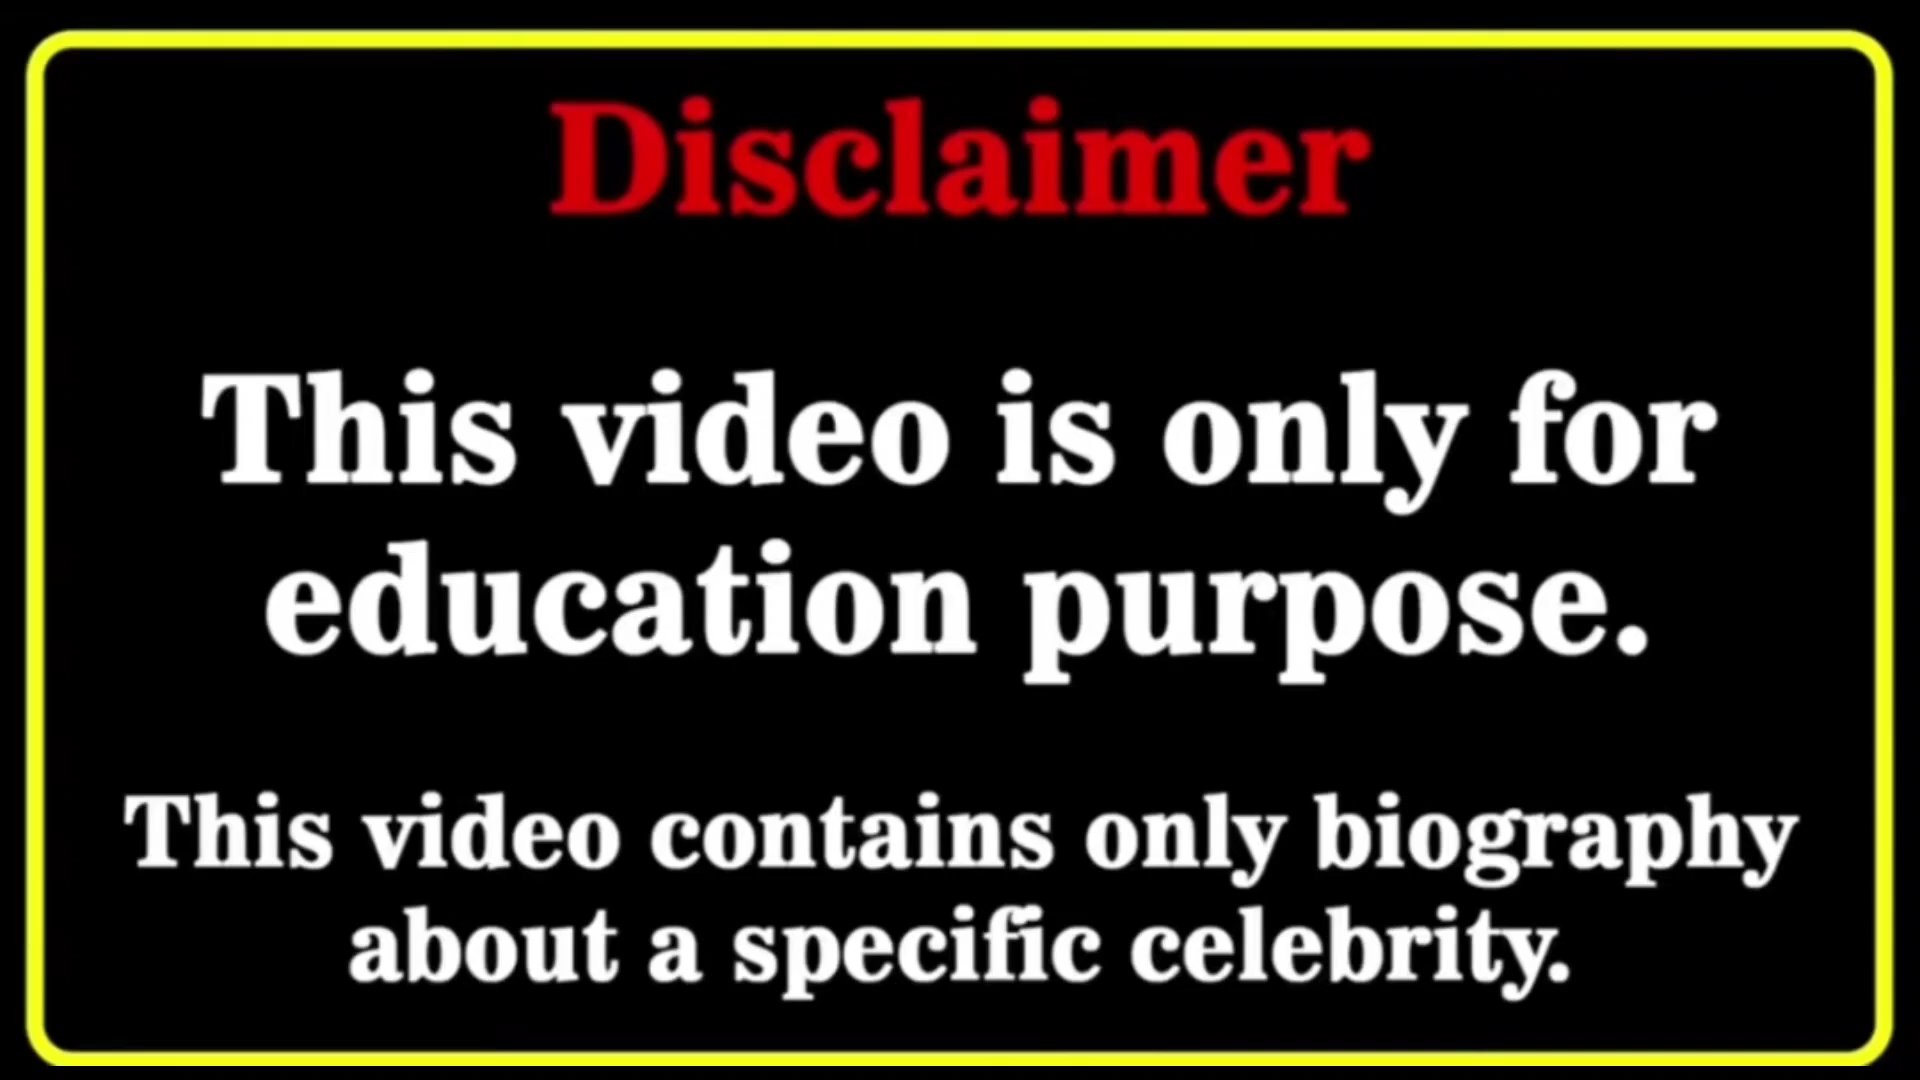 Disclaimer
This video is only for
education purpose.
This video contains only biography
about a specific celebrity.